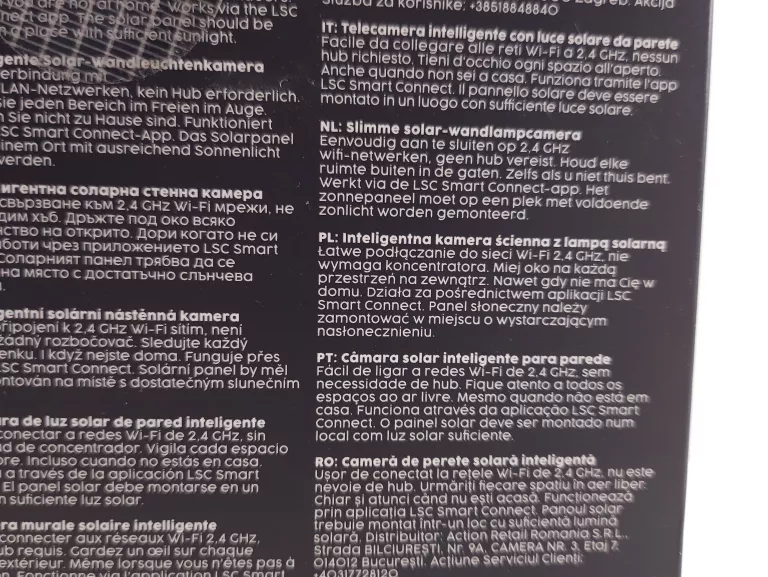 you are home. Works via the LSC
nect app. The solar panel should be
n a place with sufficient sunlight.
gente Solar-Wandleuchtenkamera
erbindung mit
LAN-Netzwerken, kein Hub erforderlich.
Sie jeden Bereich im Freien im Auge.
n Sie nicht zu Hause sind. Funktioniert
SC Smart Connect-App. Das Solarpanel
inem Ort mit ausreichend Sonnenlicht
werden.
лигентна соларна стенна камера
свързване към 2,4 GHz Wi-Fi мрежи, не
дим хъб. Дръжте под око всяко
нство на открито. Дори когато не си
аботи чрез приложението LSC Smart
Соларният панел трябва да се
на място с достатъчно слънчева
gentní solární nástěnná kamera
připojení k 2,4 GHz Wi-Fi sítím, není
žádný rozbočovač. Sledujte každý
enku. I když nejste doma. Funguje přes
LSC Smart Connect. Solární panel by měl
ontován na místě s dostatečným slunečním
ra de luz solar de pared inteligente
conectar a redes Wi-Fi de 2,4 GHz, sin
ad de concentrador. Vigila cada espacio
bre. Incluso cuando no estás en casa.
a a través de la aplicación LSC Smart
El panel solar debe montarse en un
n suficiente luz solar.
ra murale solaire intelligente
connecter aux réseaux Wi-Fi 2,4 GHz,
ub requis. Gardez un œil sur chaque
extérieur. Même lorsque vous n'êtes pas à
n. Fonctionne via l'application LSC Smart
Služba za korisnike: +38518848840
IT: Telecamera intelligente con luce solare da parete
Facile da collegare alle reti Wi-Fi a 2,4 GHz, nessun
hub richiesto. Tieni d'occhio ogni spazio all'aperto.
Anche quando non sei a casa. Funziona tramite l'app
LSC Smart Connect. Il pannello solare deve essere
montato in un luogo con sufficiente luce solare.
NL: Slimme solar-wandlampcamera
Eenvoudig aan te sluiten op 2,4 GHz
wifi-netwerken, geen hub vereist. Houd elke
ruimte buiten in de gaten. Zelfs als u niet thuis bent.
Werkt via de LSC Smart Connect-app. Het
zonnepaneel moet op een plek met voldoende
zonlicht worden gemonteerd.
PL: Inteligentna kamera ścienna z lampą solarną
Łatwe podłączanie do sieci Wi-Fi 2,4 GHz, nie
wymaga koncentratora. Miej oko na każdą
przestrzeń na zewnątrz. Nawet gdy nie ma Cię w
domu. Działa za pośrednictwem aplikacji LSC
Smart Connect. Panel słoneczny należy
zamontować w miejscu o wystarczającym
nasłonecznieniu.
PT: Câmara solar inteligente para parede
Fácil de ligar a redes Wi-Fi de 2,4 GHz, sem
necessidade de hub. Fique atento a todos os
espaços ao ar livre. Mesmo quando não está em
casa. Funciona através da aplicação LSC Smart
Connect. O painel solar deve ser montado num
local com luz solar suficiente.
RO: Cameră de perete solară inteligentă
Ușor de conectat la rețele Wi-Fi de 2,4 GHz, nu este
nevoie de hub. Urmăriți fiecare spațiu în aer liber.
Chiar și atunci când nu ești acasă. Funcționează
prin aplicația LSC Smart Connect. Panoul solar
trebuie montat într-un loc cu suficientă lumină
solară. Distribuitor: Action Retail Romania S.R.L.,
Strada BILCIUREȘTI, Nr. 9A, CAMERA NR. 3, Etaj 7,
014012 București. Acțiune Serviciul Clienți:
+40317728120